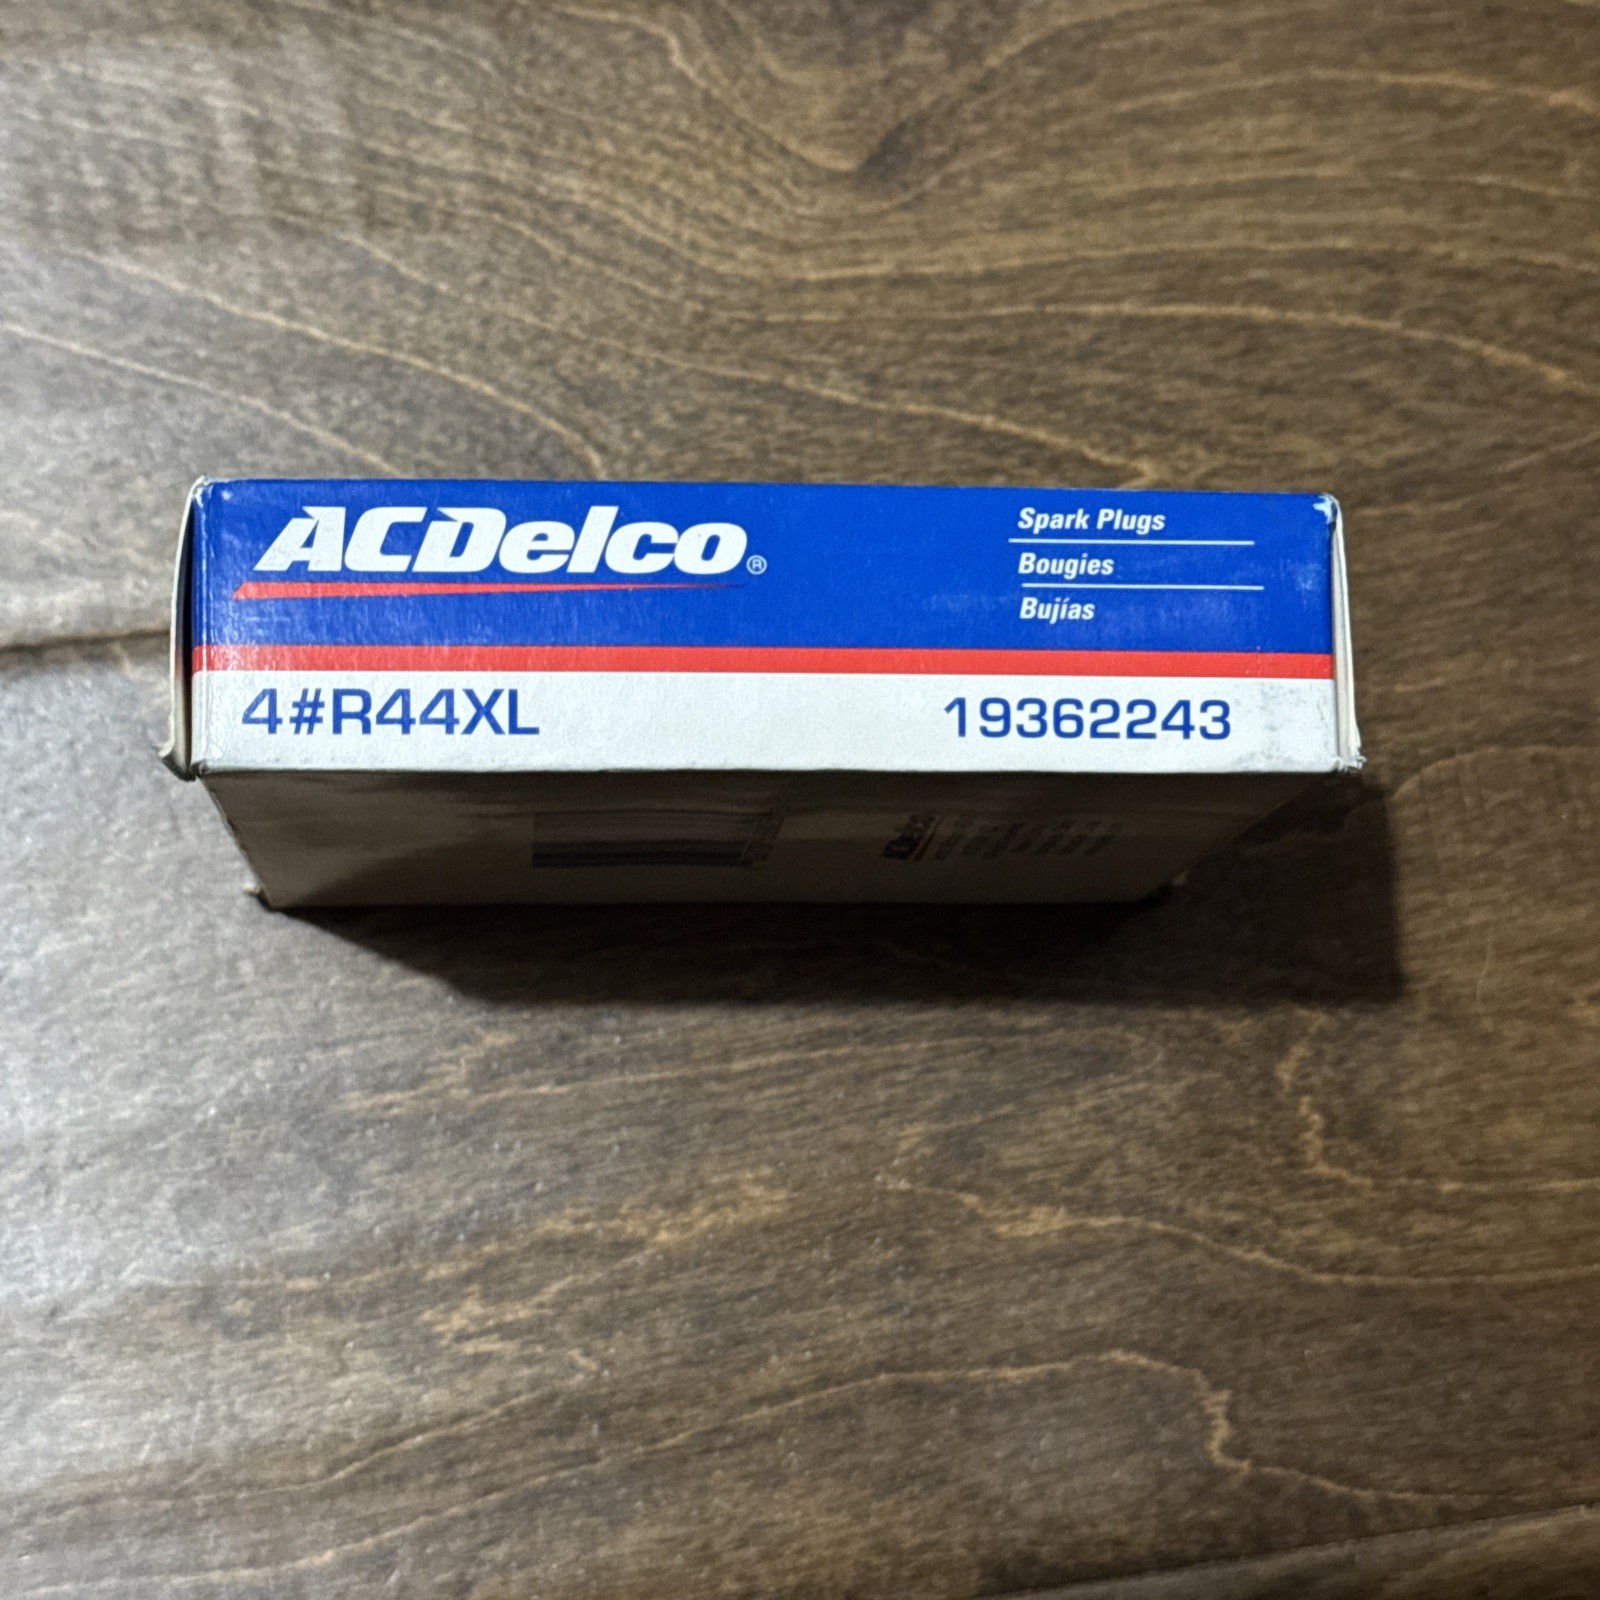 ACDelco®
Spark Plugs
Bougies
Bujías
4#R44XL
19362243